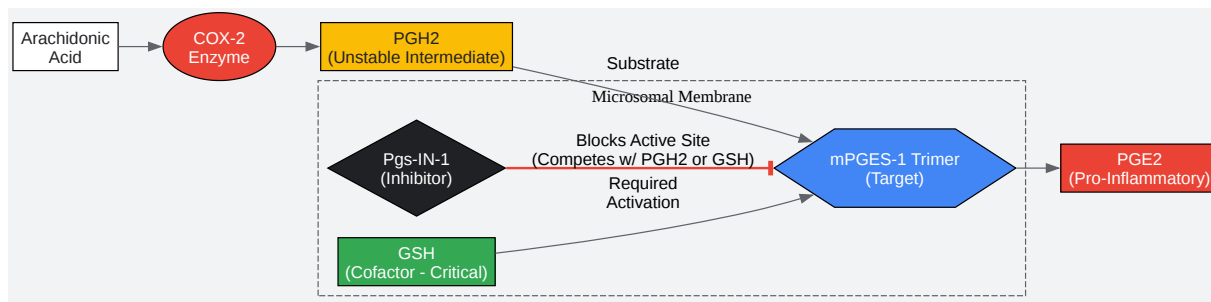 Arachidonic
Acid
COX-2
Enzyme
PGH2
(Unstable Intermediate)
Substrate
Microsomal Membrane
Pgs-IN-1
(Inhibitor)
Blocks Active Site
(Competes w/ PGH2 or GSH)
Required
Activation
mPGES-1 Trimer
(Target)
PGE2
(Pro-Inflammatory)
GSH
(Cofactor - Critical)